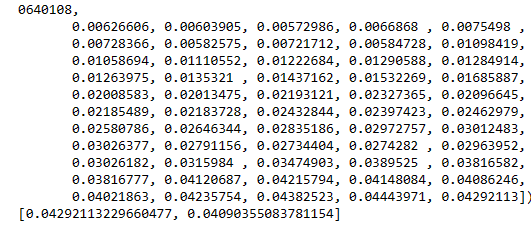 0640108,
0.00626606, 0.00603905, 0.00572986, 0.0066868 , 0.0075498 ,
0.00728366, 0.00582575, 0.00721712, 0.00584728, 0.01098419,
0.01058694, 0.01110552, 0.01222684, 0.01290588, 0.01284914,
0.01263975, 0.0135321 , 0.01437162, 0.01532269, 0.01685887,
0.02008583, 0.02013475, 0.02193121, 0.02327365, 0.02096645,
0.02185489, 0.02183728, 0.02432844, 0.02397423, 0.02462979,
0.02580786, 0.02646344, 0.02835186, 0.02972757, 0.03012483,
0.03026377, 0.02791156, 0.02734404, 0.0274282 , 0.02963952,
0.03026182, 0.0315984 , 0.03474903, 0.0389525 , 0.03816582,
0.03816777, 0.04120687, 0.04215794, 0.04148084, 0.04086246,
0.04021863, 0.04235754, 0.04382523, 0.04443971, 0.04292113])
[0.04292113229660477, 0.04090355083781154]